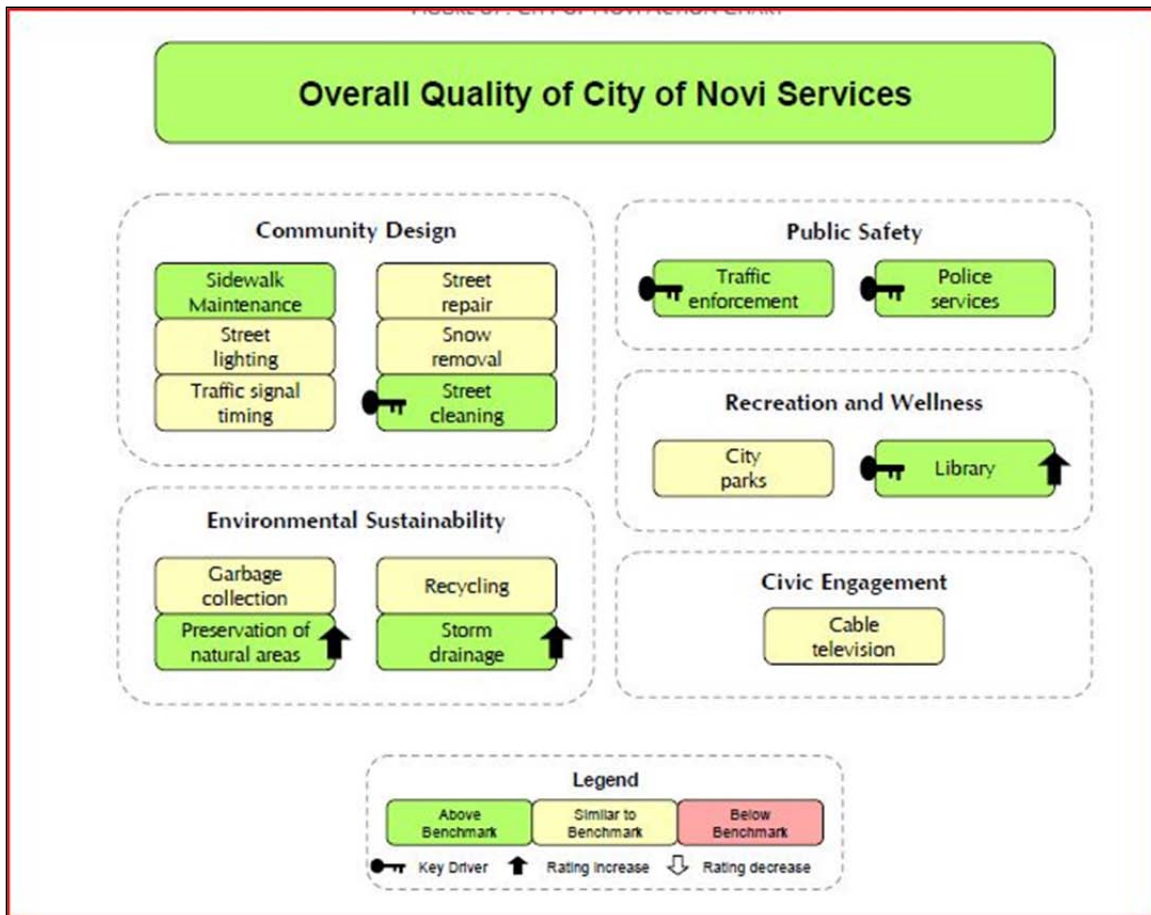 Overall Quality of City of Novi Services
Community Design
Sidewalk
Maintenance
Street
repair
Street
lighting
Snow
removal
Traffic signal
timing
Street
cleaning
Environmental Sustainability
Garbage
collection
Recycling
Preservation of
natural areas
Storm
drainage
Public Safety
Traffic
enforcement
Police
services
Recreation and Wellness
City
parks
Library
Civic Engagement
Cable
television
Legend
Above
Benchmark
Similar to
Benchmark
Below
Benchmark
Key Driver
Rating increase
Rating decrease